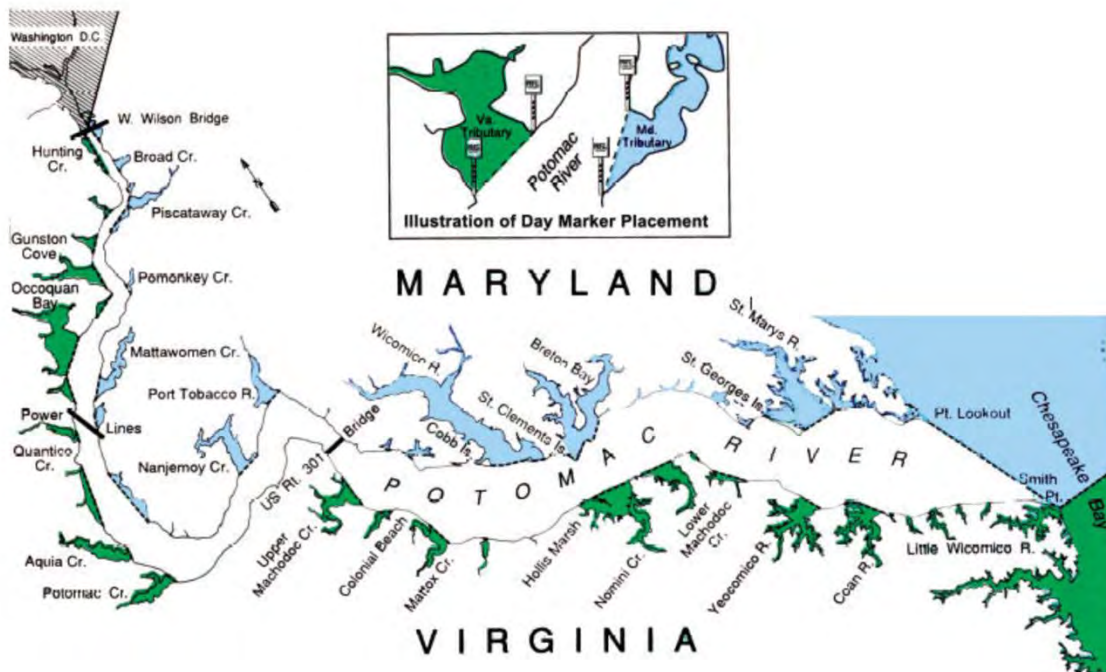 Washington D.C.
W. Wilson Bridge
Hunting
Cr.
Broad Cr.
Piscataway Cr.
Gunston
Cove
Occoquan
Bay
Pomonkey Cr.
Mattawomen Cr.
Port Tobacco R.
Power
Lines
Quantico
Cr.
Nanjemoy Cr.
Aquia Cr.
Potomac Cr.
Va.
Tributary
Md.
Tributary
Potomac
River
Illustration of Day Marker Placement
MARYLAND
Wicomico R.
Breton Bay
St. Marys R.
St. Clements Is.
St. Georges Is.
Cobb Is.
Bridge
US Rt. 301
POTOMAC RIVER
Pt. Lookout
Chesapeake
Bay
Smith
Pt.
Upper
Machodoc Cr.
Colonial Beach
Mattox Cr.
Hollis Marsh
Nomini Cr.
Lower
Machodoc
Cr.
Yeocomico R.
Coan R.
Little Wicomico R.
VIRGINIA